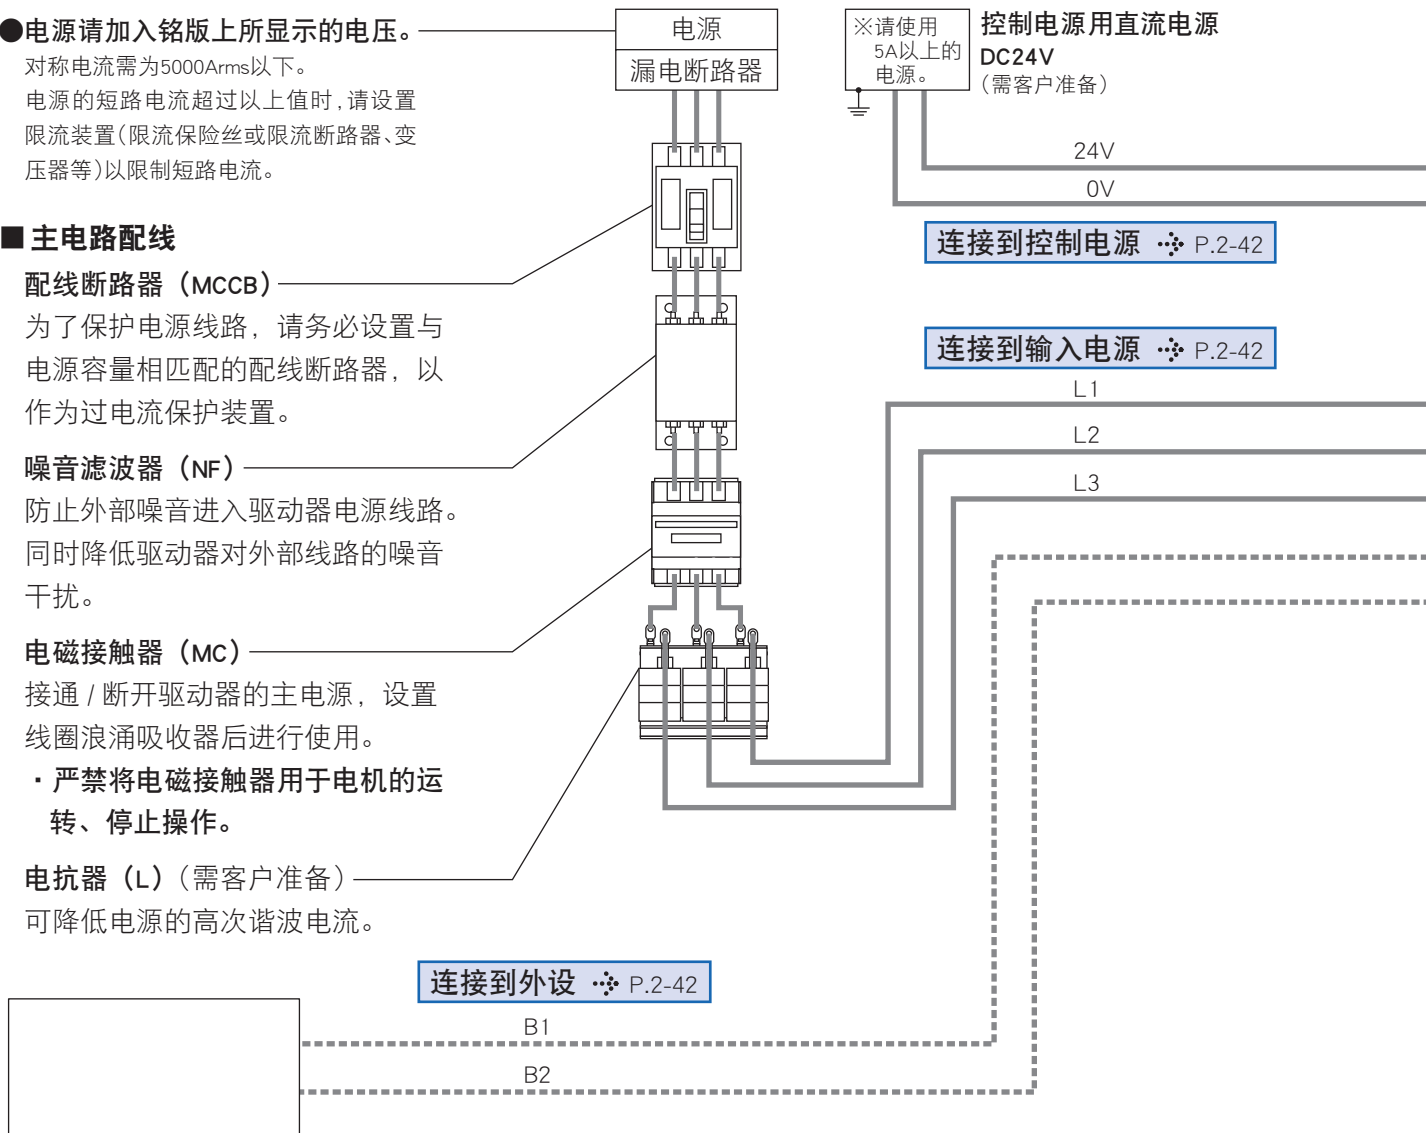 ●电源请加入铭版上所显示的电压。
对称电流需为5000Arms以下。
电源的短路电流超过以上值时,请设置
限流装置(限流保险丝或限流断路器、变
压器等)以限制短路电流。
■主电路配线
配线断路器（MCCB）
为了保护电源线路，请务必设置与
电源容量相匹配的配线断路器，以
作为过电流保护装置。
噪音滤波器（NF）
防止外部噪音进入驱动器电源线路。
同时降低驱动器对外部线路的噪音
干扰。
电磁接触器（MC）
接通 / 断开驱动器的主电源，设置
线圈浪涌吸收器后进行使用。
・严禁将电磁接触器用于电机的运
转、停止操作。
电抗器（L）（需客户准备）
可降低电源的高次谐波电流。
电源
漏电断路器
※请使用
5A以上的
电源。
控制电源用直流电源
DC24V
（需客户准备）
24V
0V
连接到控制电源 P.2-42
连接到输入电源 P.2-42
L1
L2
L3
连接到外设 P.2-42
B1
B2